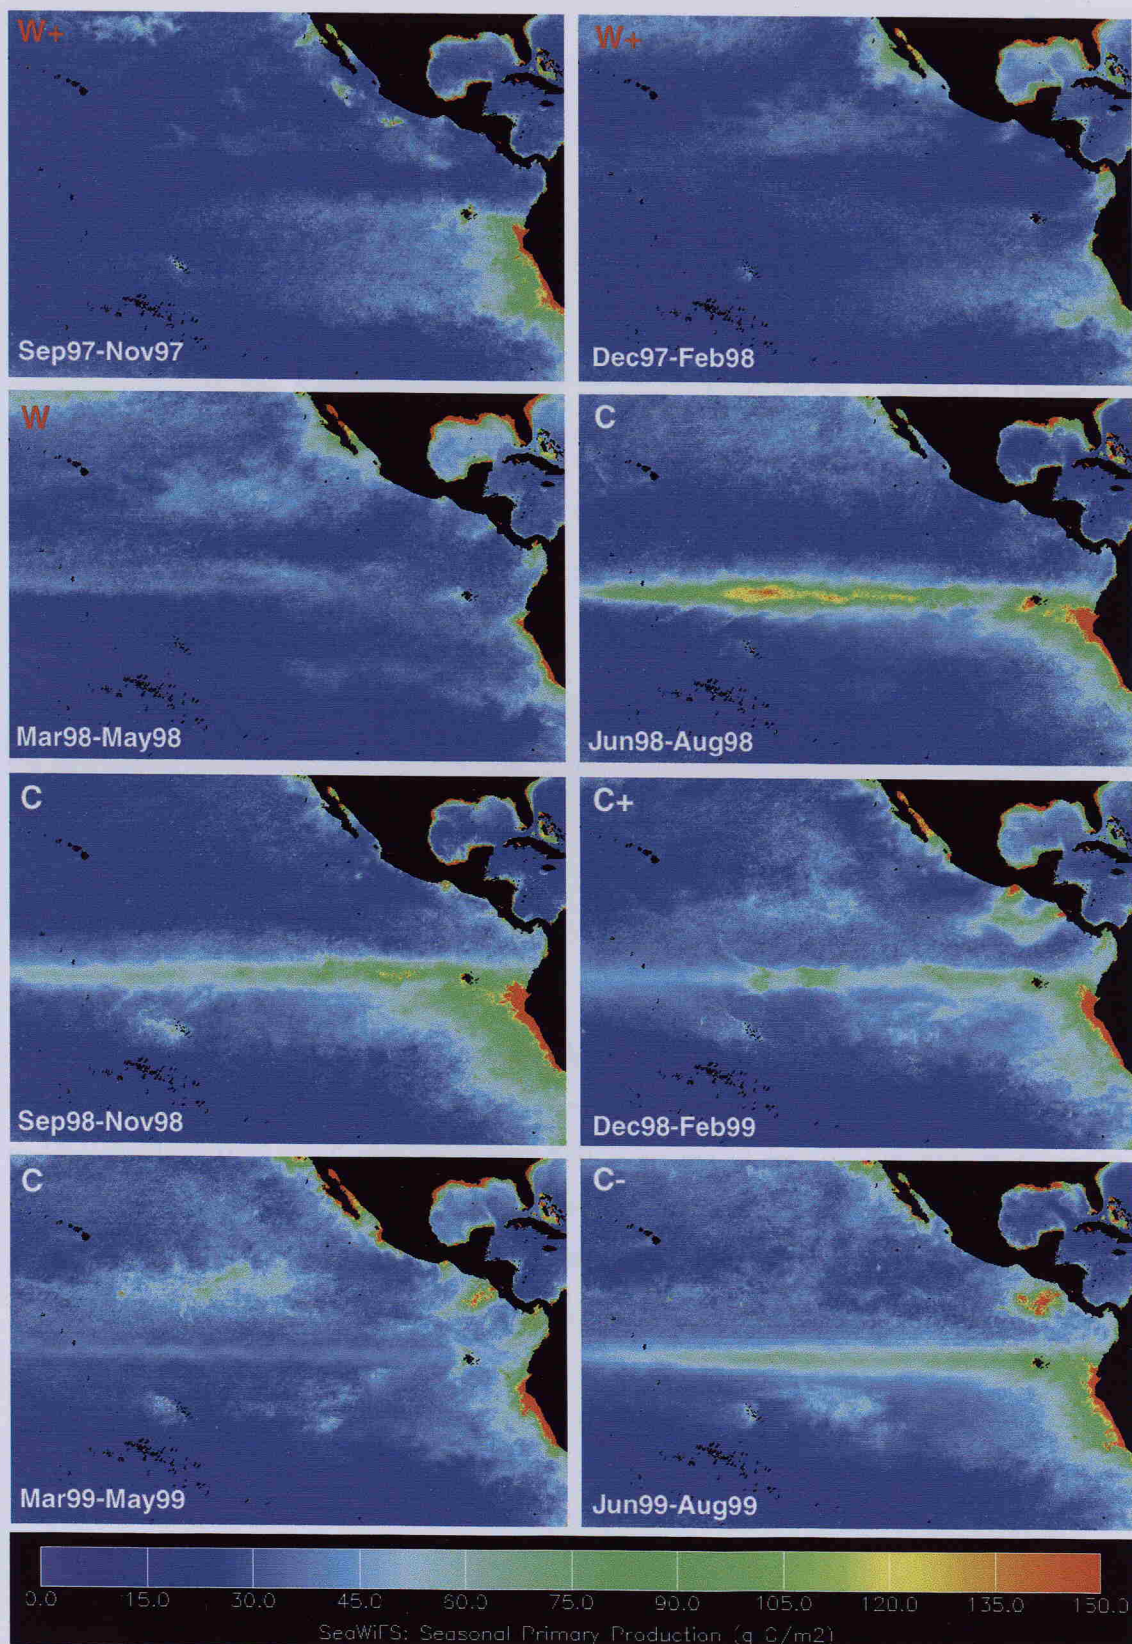 W+
W+
Sep97-Nov97
Dec97-Feb98
W
C
Mar98-May98
Jun98-Aug98
C
C+
Sep98-Nov98
Dec98-Feb99
C
C-
Mar99-May99
Jun99-Aug99
0.0 15.0 30.0 45.0 60.0 75.0 90.0 105.0 120.0 135.0 150.0
SeaWiFS: Seasonal Primary Production (g C/m2)